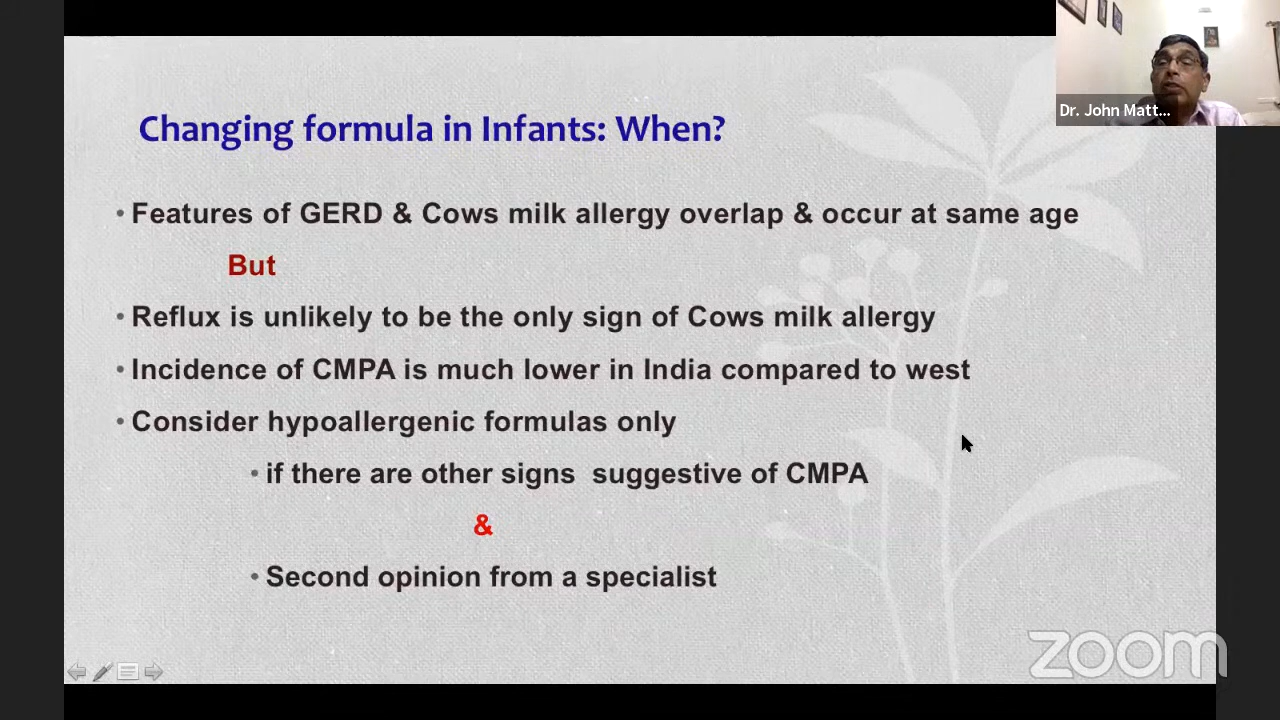 Dr. John Matt...
Changing formula in Infants: When?
• Features of GERD & Cows milk allergy overlap & occur at same age
But
• Reflux is unlikely to be the only sign of Cows milk allergy
• Incidence of CMPA is much lower in India compared to west
• Consider hypoallergenic formulas only
• if there are other signs suggestive of CMPA
&
• Second opinion from a specialist
zoom